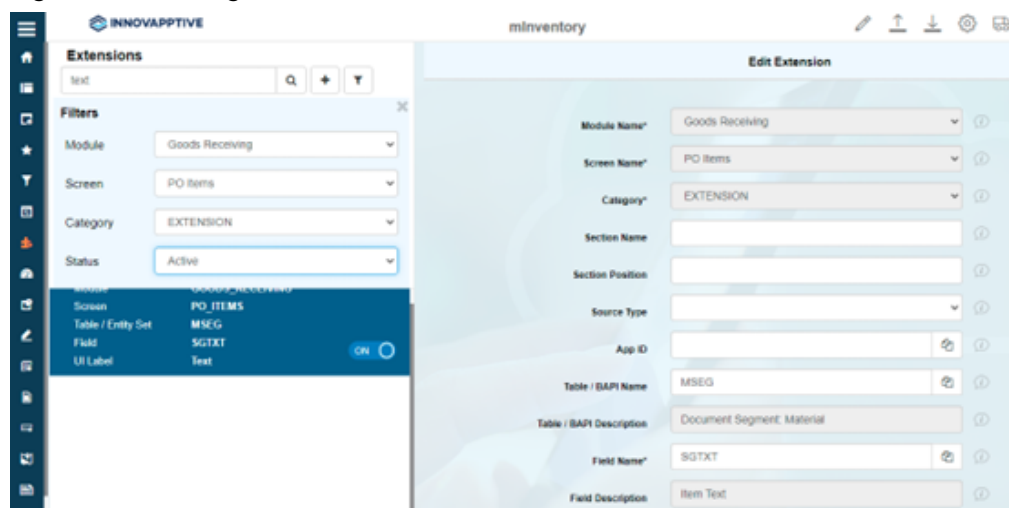 INNOVAPPTIVE
mInventory
Extensions
text
Filters
Module Goods Receiving
Screen PO Items
Category EXTENSION
Status Active
Module GOODS_RECEIVING
Screen PO_ITEMS
Table / Entity Set MSEG
Field SGTXT
UI Label Text
ON
Edit Extension
Module Name* Goods Receiving
Screen Name* PO Items
Category* EXTENSION
Section Name
Section Position
Source Type
App ID
Table / BAPI Name MSEG
Table / BAPI Description Document Segment: Material
Field Name* SGTXT
Field Description Item Text